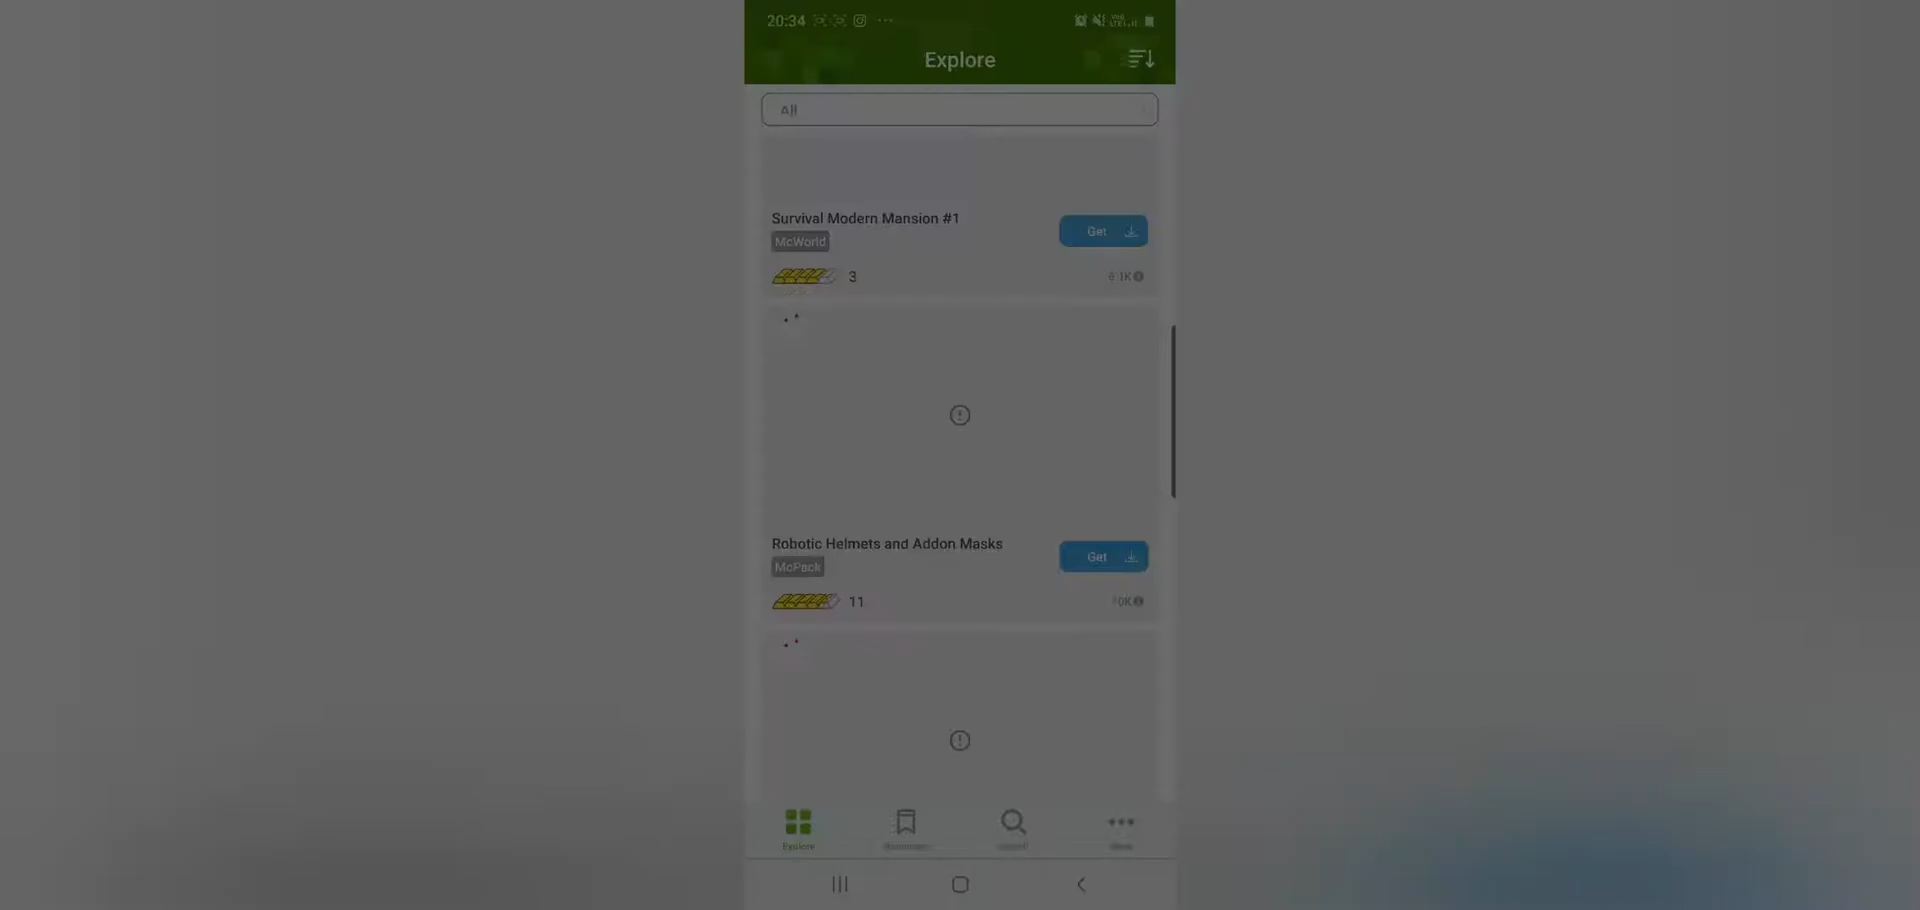 20:34
Explore
All
Survival Modern Mansion #1
Get
McWorld
3
Robotic Helmets and Addon Masks
Get
McPack
11
Explore